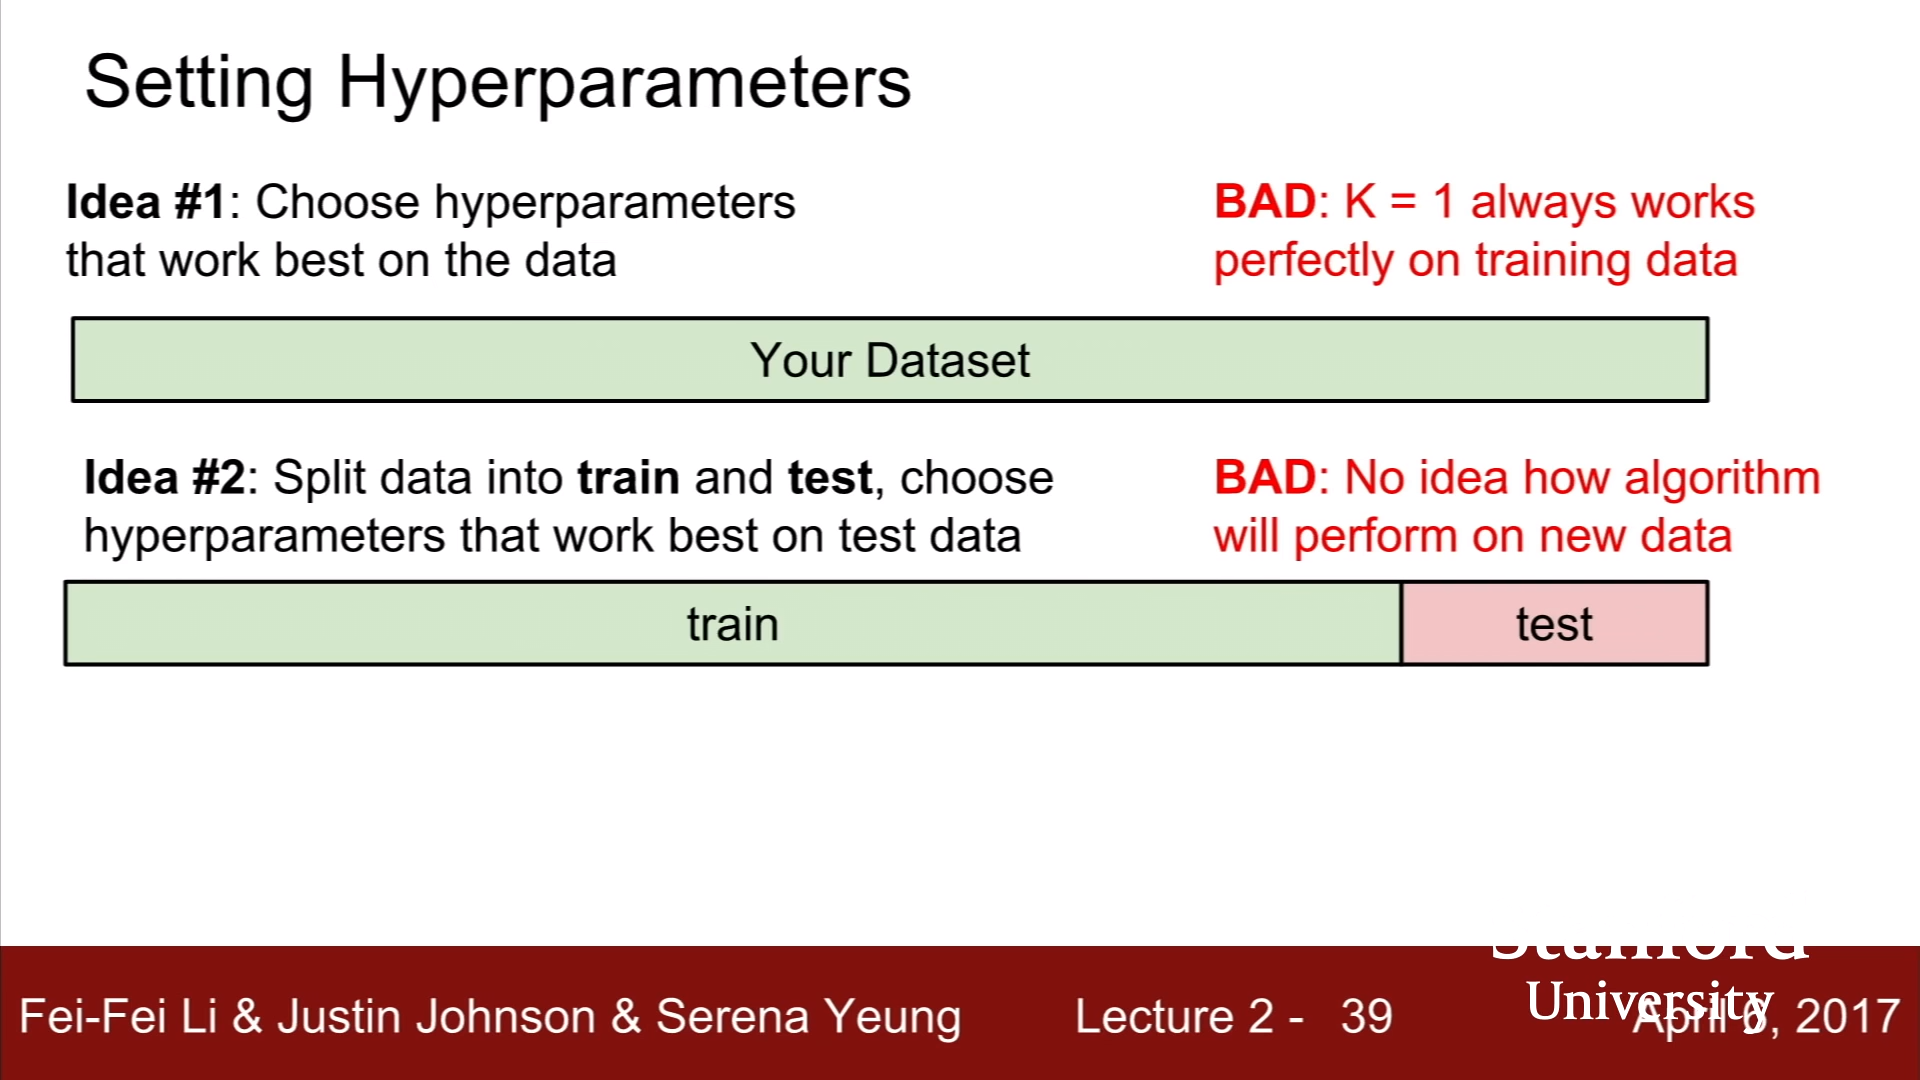 Setting Hyperparameters
Idea #1: Choose hyperparameters
that work best on the data
BAD: K = 1 always works
perfectly on training data
Your Dataset
Idea #2: Split data into train and test, choose
hyperparameters that work best on test data
BAD: No idea how algorithm
will perform on new data
train
test
Fei-Fei Li & Justin Johnson & Serena Yeung
Lecture 2 - 39
Stanford
University
April 6, 2017